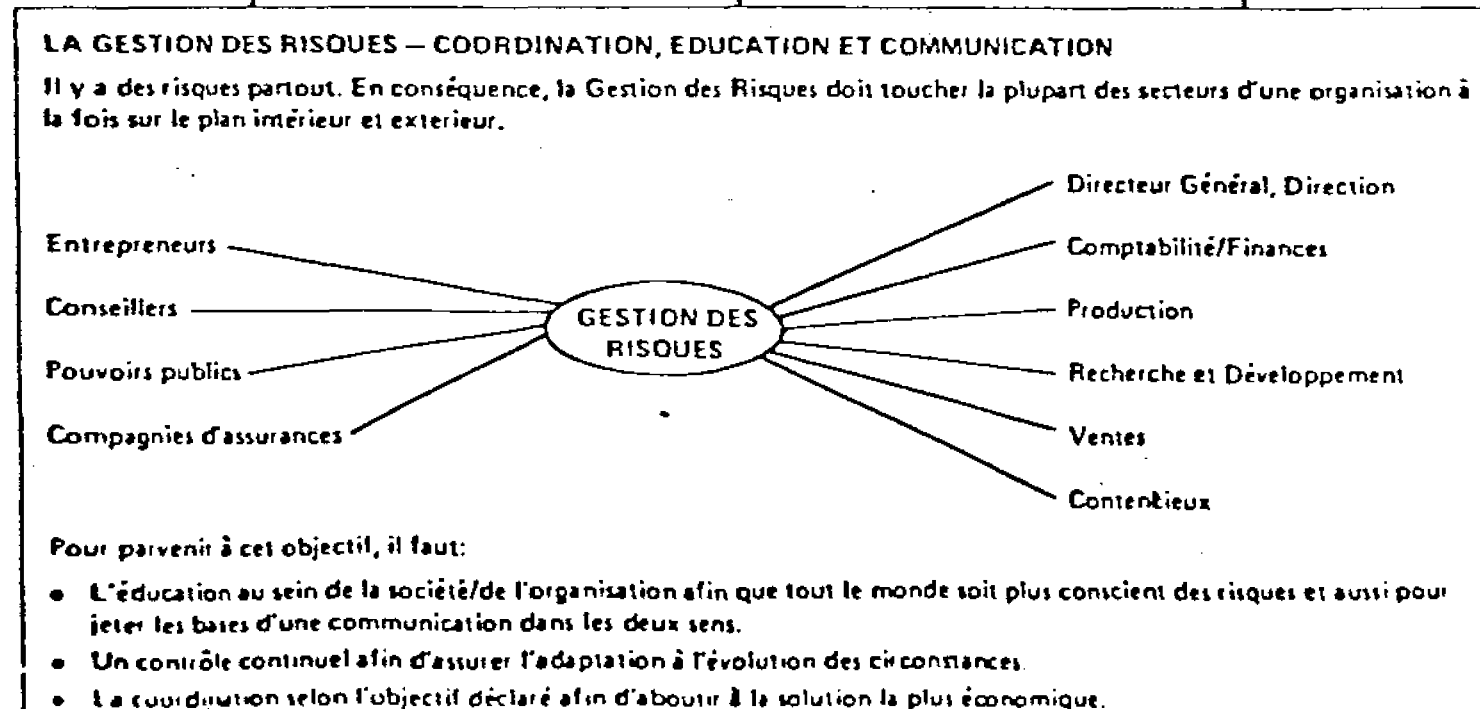 LA GESTION DES RISQUES – COORDINATION, EDUCATION ET COMMUNICATION
Il y a des risques partout. En conséquence, la Gestion des Risques doit toucher la plupart des secteurs d'une organisation à
la fois sur le plan intérieur et exterieur.
Directeur Général, Direction
Entrepreneurs
Comptabilité/Finances
Conseillers
GESTION DES
RISQUES
Production
Pouvoirs publics
Recherche et Développement
Compagnies d'assurances
Ventes
Contentieux
Pour parvenir à cet objectif, il faut:
• L'éducation au sein de la société/de l'organisation afin que tout le monde soit plus conscient des risques et aussi pour
jeter les bases d'une communication dans les deux sens.
• Un contrôle continuel afin d'assurer l'adaptation à l'évolution des circonstances.
• La coordination selon l'objectif déclaré afin d'aboutir à la solution la plus économique.